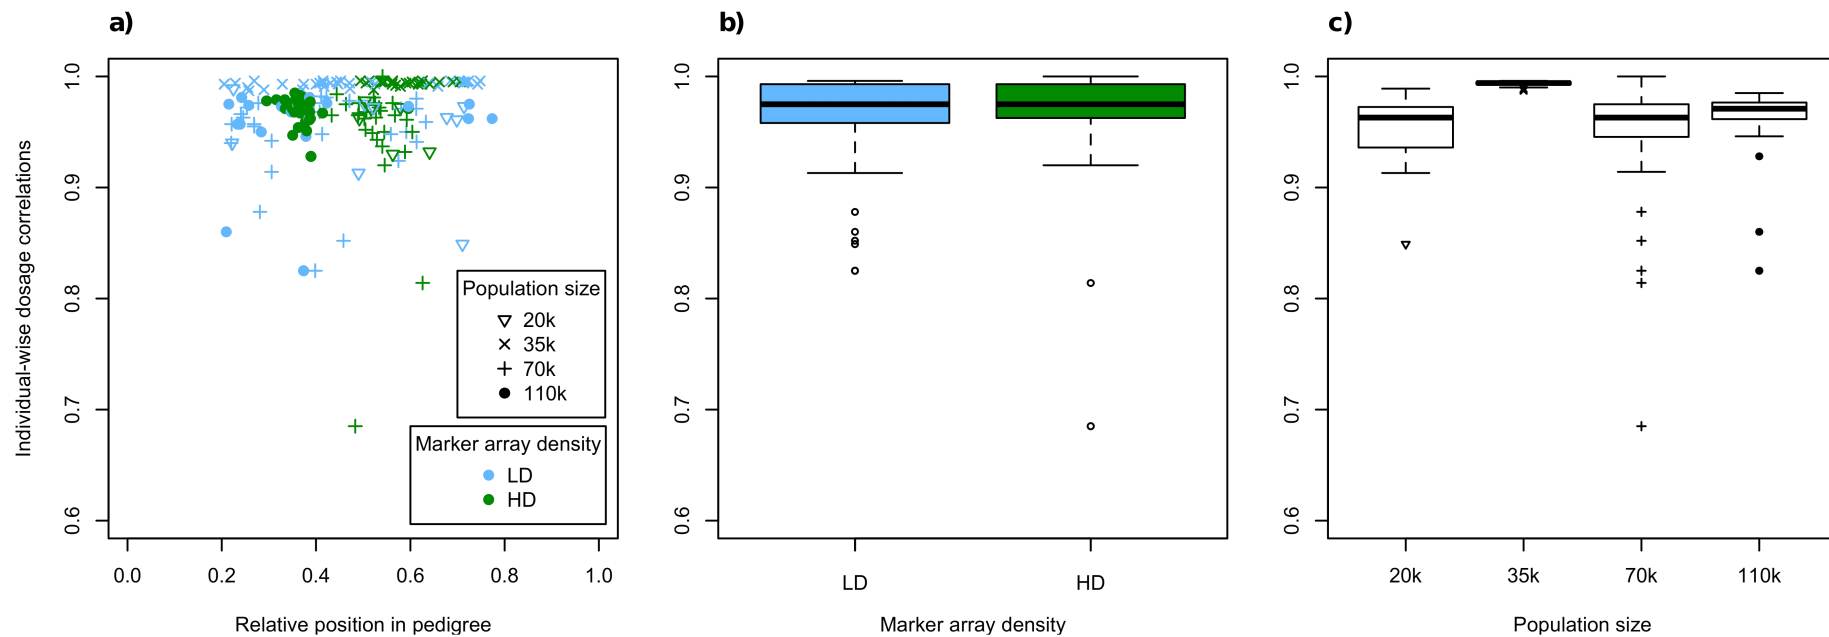 a)
Individual-wise dosage correlations
1.0
0.9
0.8
0.7
0.6
0.0 0.2 0.4 0.6 0.8 1.0
Relative position in pedigree
Population size
20k
35k
70k
110k
Marker array density
LD
HD
b)
1.0
0.9
0.8
0.7
0.6
LD HD
Marker array density
c)
1.0
0.9
0.8
0.7
0.6
20k 35k 70k 110k
Population size